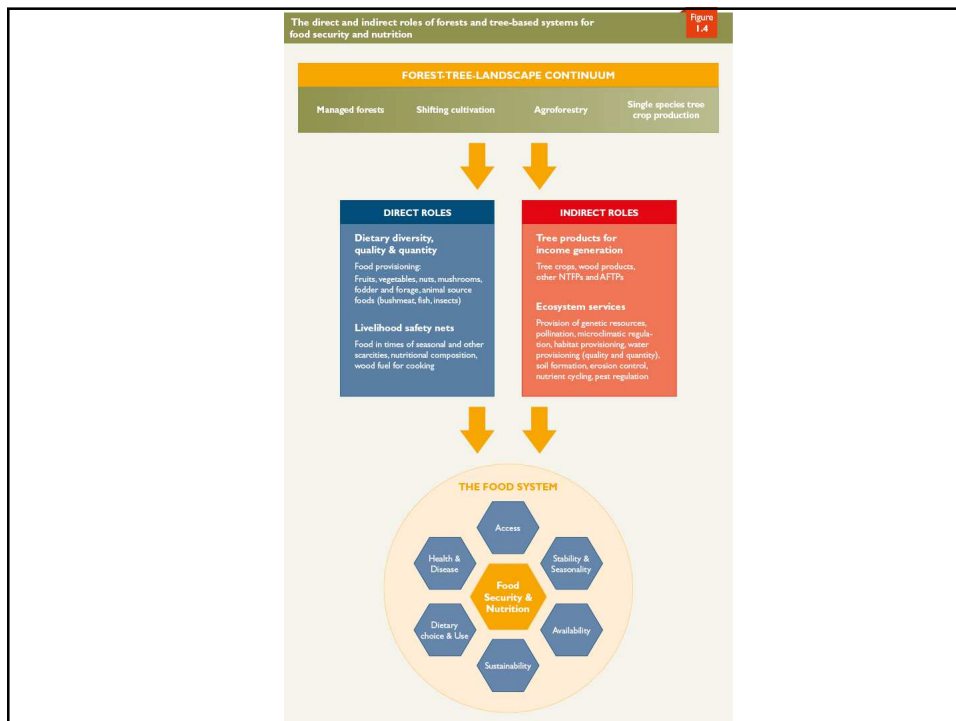 The direct and indirect roles of forests and tree-based systems for
food security and nutrition
Figure
1.4
FOREST-TREE-LANDSCAPE CONTINUUM
Managed forests
Shifting cultivation
Agroforestry
Single species tree
crop production
DIRECT ROLES
Dietary diversity,
quality & quantity
Food provisioning:
Fruits, vegetables, nuts, mushrooms,
fodder and forage, animal source
foods (bushmeat, fish, insects)
Livelihood safety nets
Food in times of seasonal and other
scarcities, nutritional composition,
wood fuel for cooking
INDIRECT ROLES
Tree products for
income generation
Tree crops, wood products,
other NTFPs and AFTPs
Ecosystem services
Provision of genetic resources,
pollination, microclimatic regula-
tion, habitat provisioning, water
provisioning (quality and quantity),
soil formation, erosion control,
nutrient cycling, pest regulation
THE FOOD SYSTEM
Access
Health &
Disease
Stability &
Seasonality
Food
Security &
Nutrition
Dietary
choice & Use
Availability
Sustainability